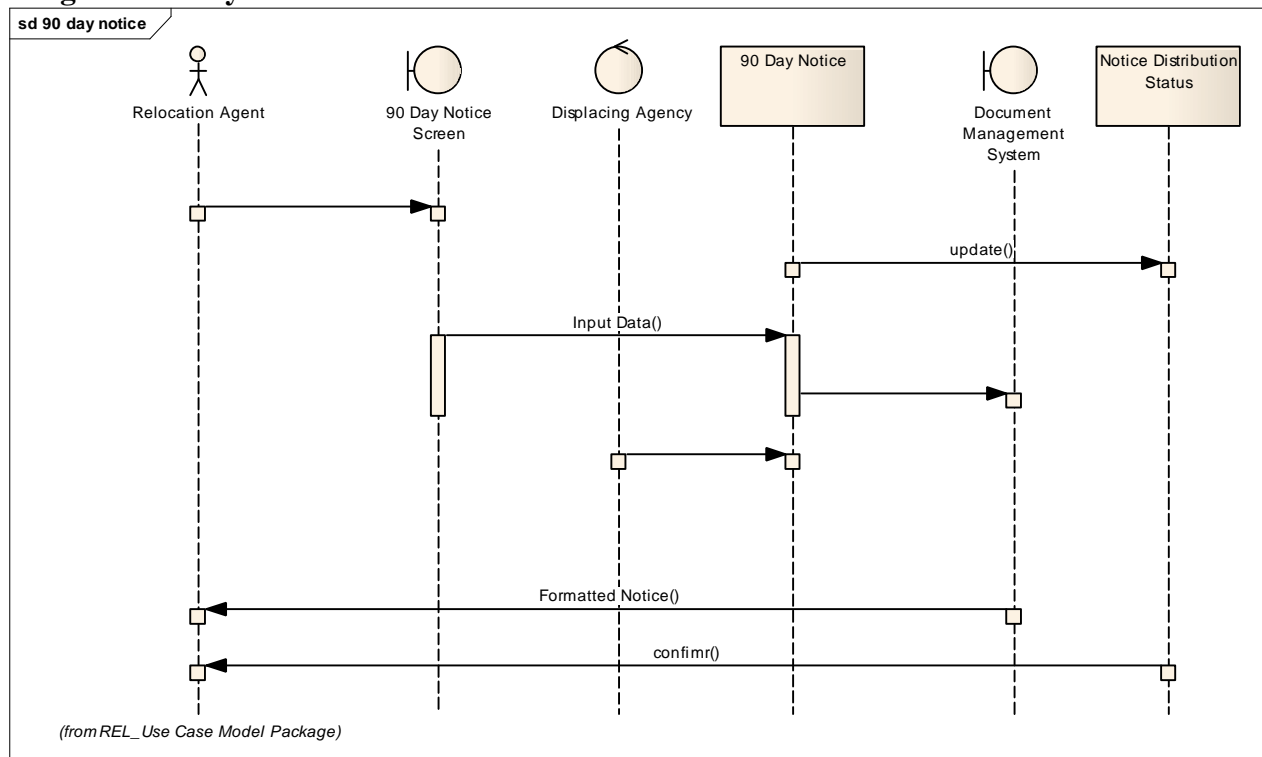 sd 90 day notice
Relocation Agent
90 Day Notice
Screen
Displacing Agency
90 Day Notice
Document
Management
System
Notice Distribution
Status
update()
Input Data()
Formatted Notice()
confimr()
(from REL_Use Case Model Package)